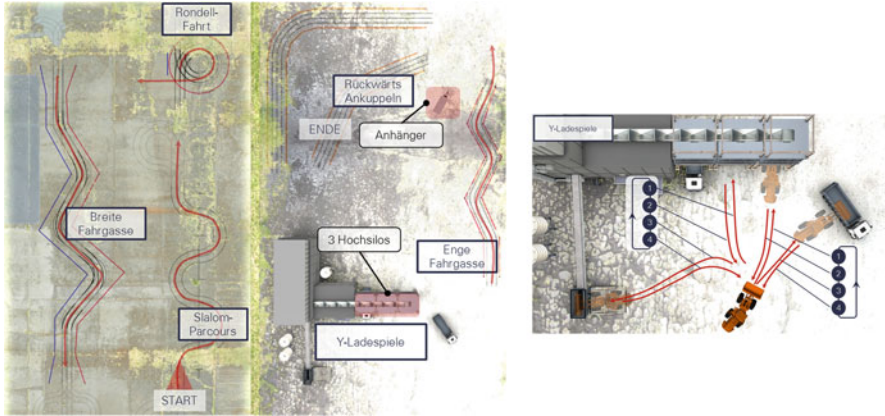 Rondell-
Fahrt
Rückwärts
Ankuppeln
ENDE
Anhänger
Breite
Fahrgasse
3 Hochsilos
Enge
Fahrgasse
Slalom-
Parcours
Y-Ladespiele
START
Y-Ladespiele
1
2
3
4
1
2
3
4